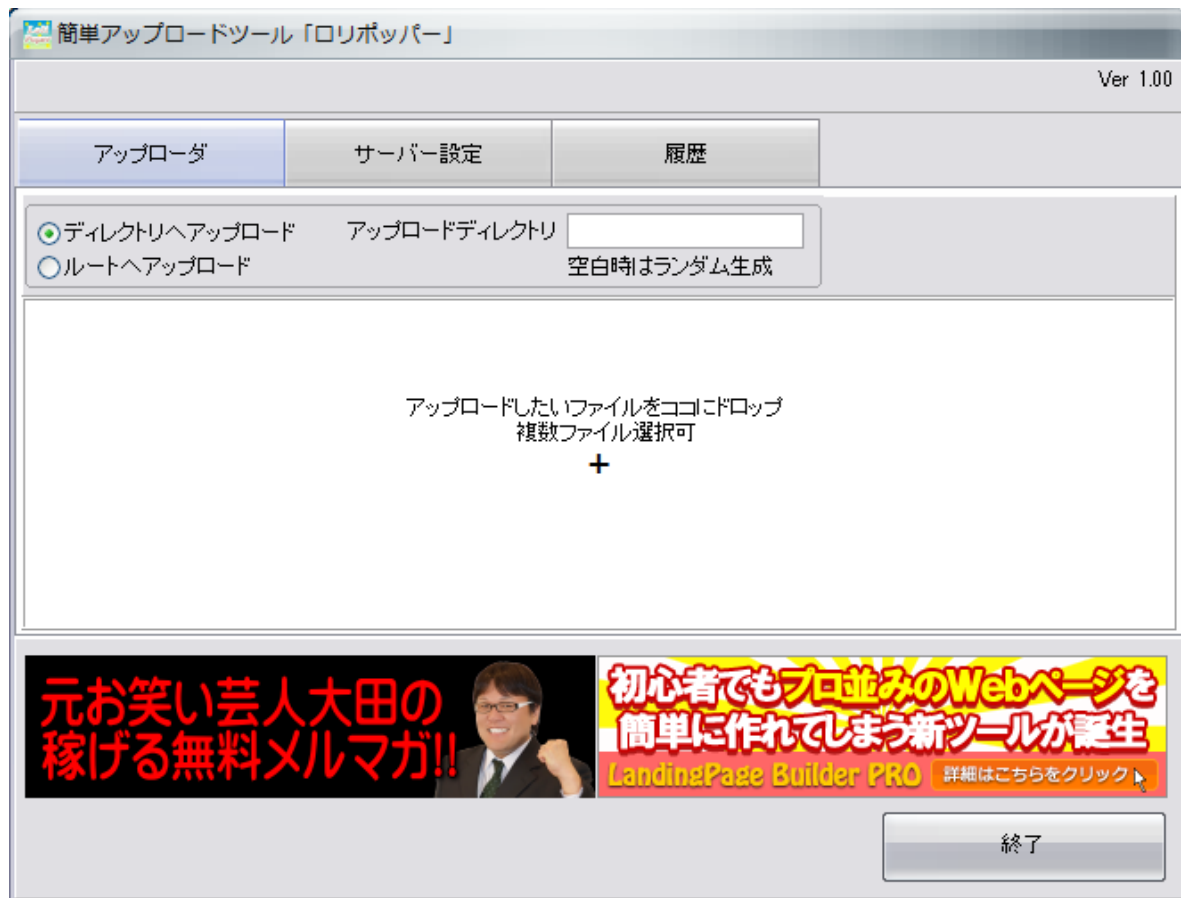 簡単アップロードツール「ロリポッパー」
Ver 1.00
アップローダ
サーバー設定
履歴
ディレクトリへアップロード
アップロードディレクトリ
ルートへアップロード
空白時はランダム生成
アップロードしたいファイルをココにドロップ
複数ファイル選択可
元お笑い芸人大田の
稼げる無料メルマガ!!
初心者でもプロ並みのWebページを
簡単に作れてしまう新ツールが誕生
LandingPage Builder PRO
詳細はこちらをクリック
終了